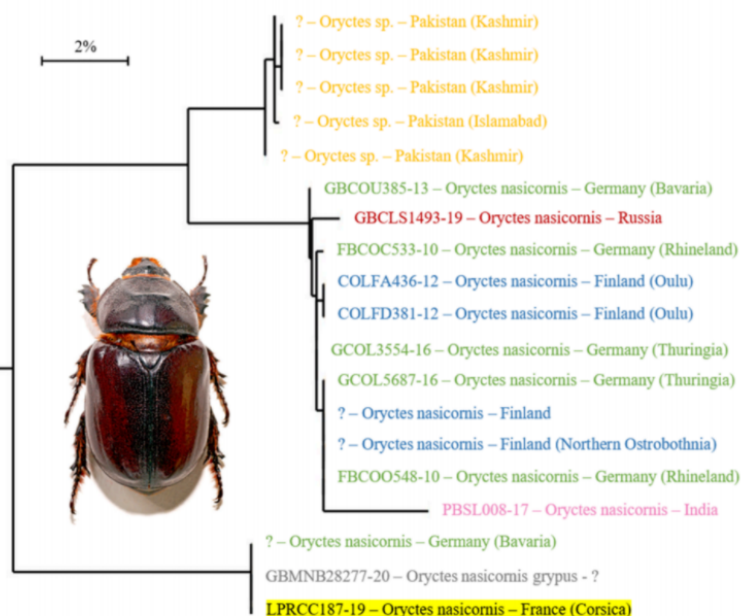 ? – Oryctes sp. – Pakistan (Kashmir)
2%
? – Oryctes sp. – Pakistan (Kashmir)
? – Oryctes sp. – Pakistan (Kashmir)
? – Oryctes sp. – Pakistan (Islamabad)
? – Oryctes sp. – Pakistan (Kashmir)
GBCOU385-13 – Oryctes nasicornis – Germany (Bavaria)
GBCLS1493-19 – Oryctes nasicornis – Russia
FBCOC533-10 – Oryctes nasicornis – Germany (Rhineland)
COLFA436-12 – Oryctes nasicornis – Finland (Oulu)
COLFD381-12 – Oryctes nasicornis – Finland (Oulu)
GCOL3554-16 – Oryctes nasicornis – Germany (Thuringia)
GCOL5687-16 – Oryctes nasicornis – Germany (Thuringia)
? – Oryctes nasicornis – Finland
? – Oryctes nasicornis – Finland (Northern Ostrobothnia)
FBCOO548-10 – Oryctes nasicornis – Germany (Rhineland)
PBSL008-17 – Oryctes nasicornis – India
? – Oryctes nasicornis – Germany (Bavaria)
GBMNB28277-20 – Oryctes nasicornis grypus - ?
LPRCC187-19 – Oryctes nasicornis – France (Corsica)